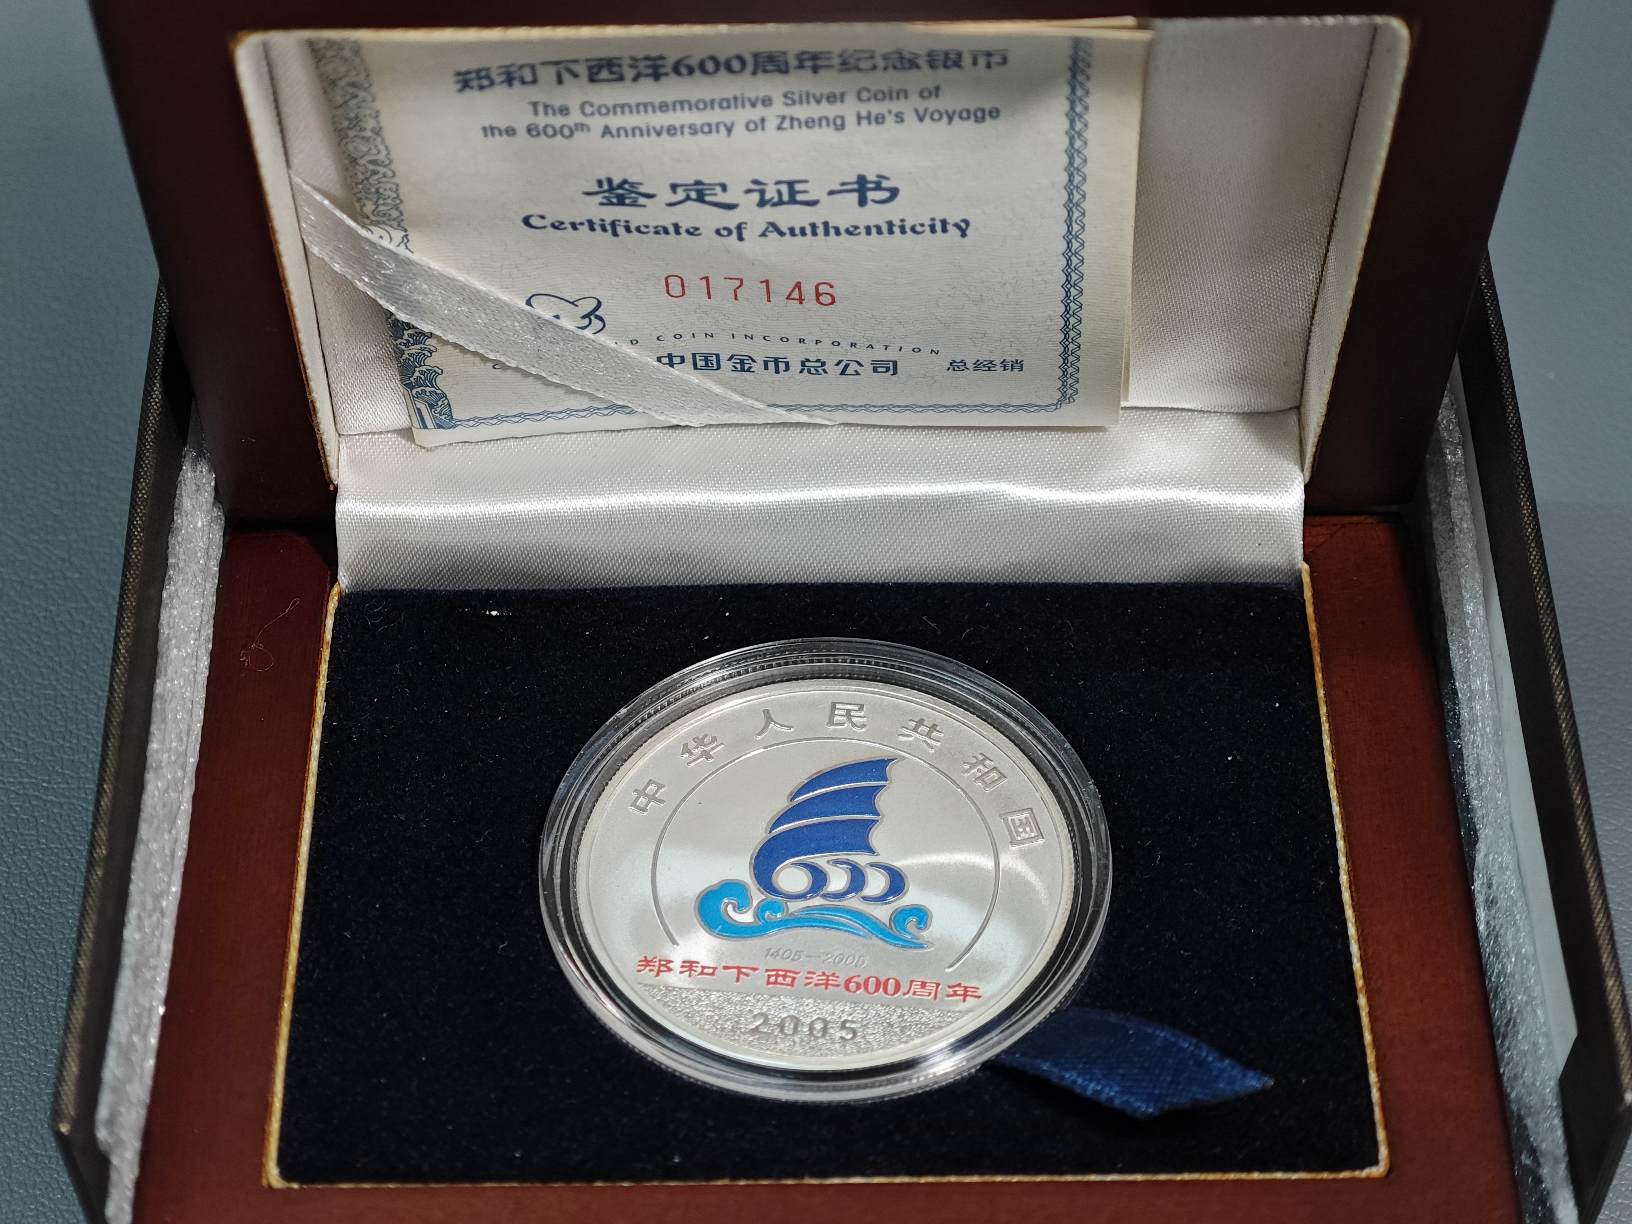 郑和下西洋600周年纪念银币
The Commemorative Silver Coin of
the 600th Anniversary of Zheng He's Voyage
鉴定证书
Certificate of Authenticity
017146
COIN INCORPORATION
中国金币总公司 总经销
中华人民共和国
1405-2005
郑和下西洋600周年
2005